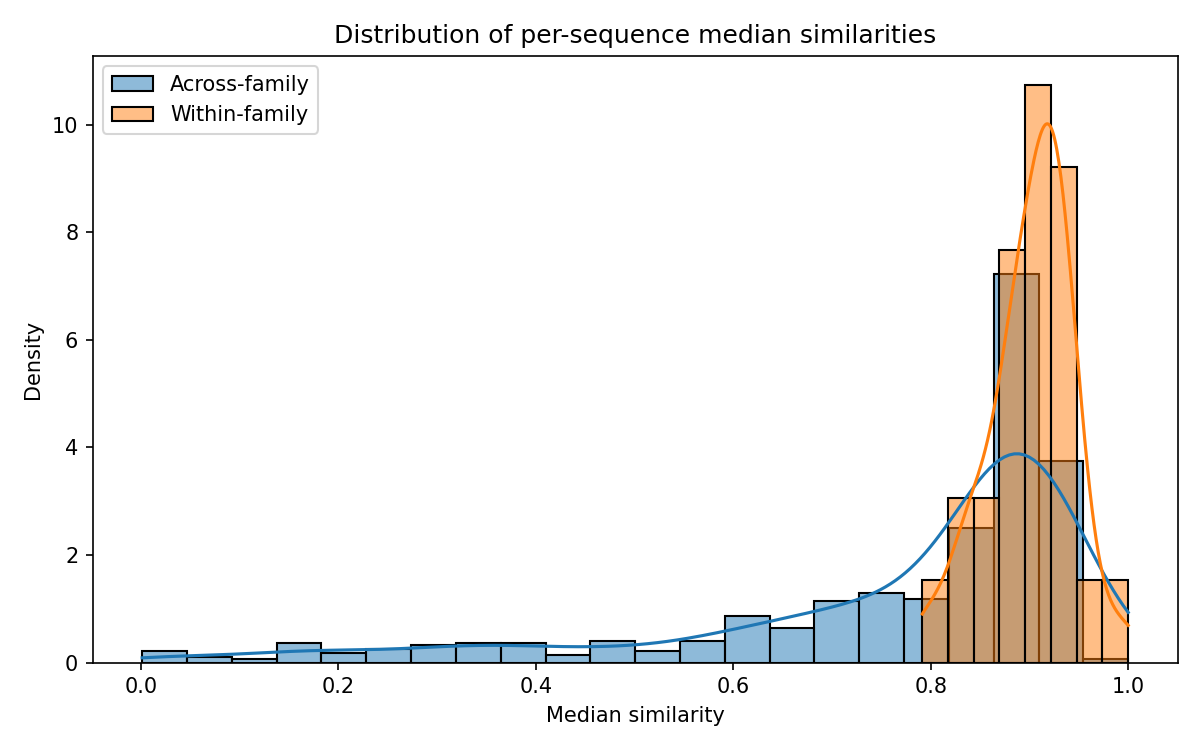 Distribution of per-sequence median similarities
Across-family
Within-family
Density
10
8
6
4
2
0
0.0 0.2 0.4 0.6 0.8 1.0
Median similarity